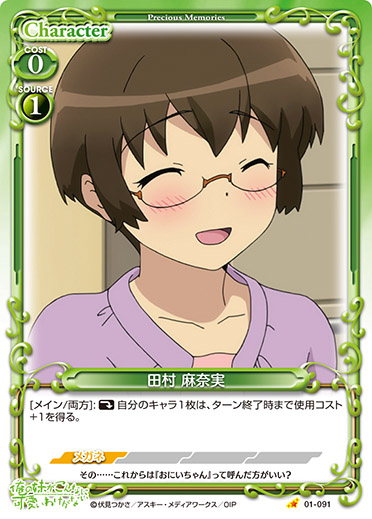 Precious Memories
Character
COST
0
SOURCE
1
田村 麻奈実
[メイン/両方]: 自分のキャラ1枚は、ターン終了時まで使用コスト
+1を得る。
メガネ
その……これからは『おにいちゃん』って呼んだ方がいい?
俺の妹がこんなに
可愛いわけがない
©伏見つかさ/アスキー・メディアワークス/OIP
01-091